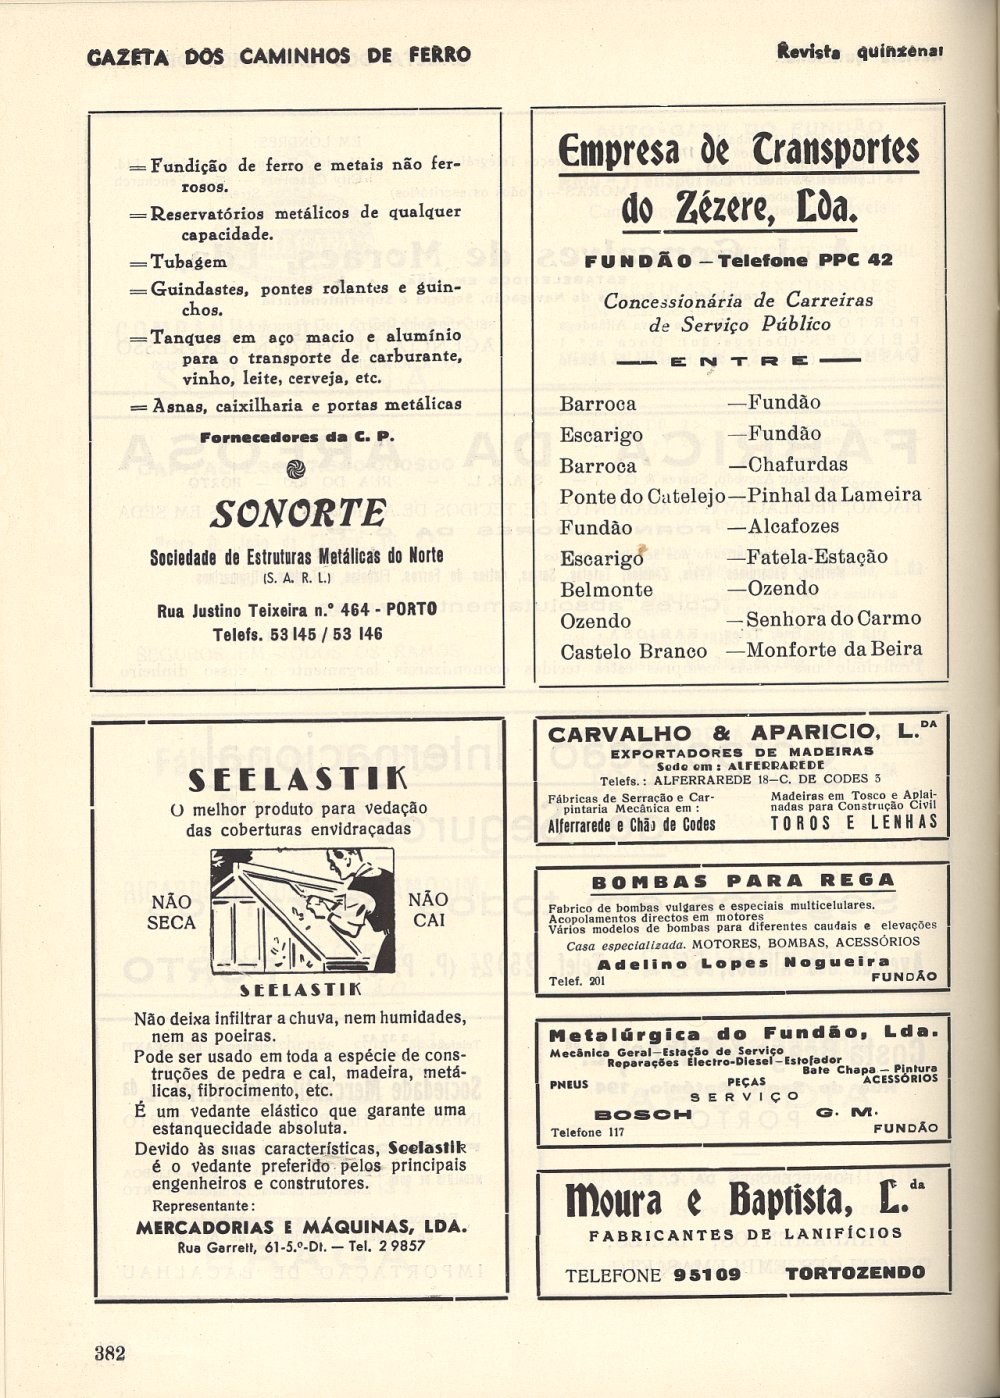 GAZETA DOS CAMINHOS DE FERRO
Revista quinzenal
=Fundição de ferro e metais não fer-
rosos.
=Reservatórios metálicos de qualquer
capacidade.
=Tubagem
=Guindastes, pontes rolantes e guin-
chos.
=Tanques em aço macio e alumínio
para o transporte de carburante,
vinho, leite, cerveja, etc.
=Asnas, caixilharia e portas metálicas
Fornecedores da C. P.
SONORTE
Sociedade de Estruturas Metálicas do Norte
(S. A. R. L.)
Rua Justino Teixeira n.º 464 - PORTO
Telefs. 53 145 / 53 146
Empresa de Transportes
do Zézere, Lda.
FUNDÃO — Telefone PPC 42
Concessionária de Carreiras
de Serviço Público
— ENTRE —
Barroca —Fundão
Escarigo —Fundão
Barroca —Chafurdas
Ponte do Catelejo—Pinhal da Lameira
Fundão —Alcafozes
Escarigo —Fatela-Estação
Belmonte —Ozendo
Ozendo —Senhora do Carmo
Castelo Branco —Monforte da Beira
SEELASTIK
O melhor produto para vedação
das coberturas envidraçadas
NÃO
SECA
NÃO
CAI
SEELASTIK
Não deixa infiltrar a chuva, nem humidades,
nem as poeiras.
Pode ser usado em toda a espécie de cons-
truções de pedra e cal, madeira, metá-
licas, fibrocimento, etc.
É um vedante elástico que garante uma
estanquecidade absoluta.
Devido às suas características, Seelastik
é o vedante preferido pelos principais
engenheiros e construtores.
Representante:
MERCADORIAS E MÁQUINAS, LDA.
Rua Garrett, 61-5.º-Dt. — Tel. 2 9857
CARVALHO & APARICIO, L.DA
EXPORTADORES DE MADEIRAS
Sede em: ALFERRAREDE
Telefs.: ALFERRAREDE 18—C. DE CODES 3
Fábricas de Serração e Car-
pintaria Mecânica em:
Alferrarede e Chão de Codes
Madeiras em Tosco e Aplai-
nadas para Construção Civil
TOROS E LENHAS
BOMBAS PARA REGA
Fabrico de bombas vulgares e especiais multicelulares.
Acopolamentos directos em motores
Vários modelos de bombas para diferentes caudais e elevações
Casa especializada. MOTORES, BOMBAS, ACESSÓRIOS
Adelino Lopes Nogueira
Telef. 201 FUNDÃO
Metalúrgica do Fundão, Lda.
Mecânica Geral—Estação de Serviço
Reparações Electro-Diesel—Estofador
Bate Chapa — Pintura
PNEUS PEÇAS ACESSÓRIOS
SERVIÇO
BOSCH G. M.
Telefone 117 FUNDÃO
Moura e Baptista, L.da
FABRICANTES DE LANIFÍCIOS
TELEFONE 95109 TORTOZENDO
382